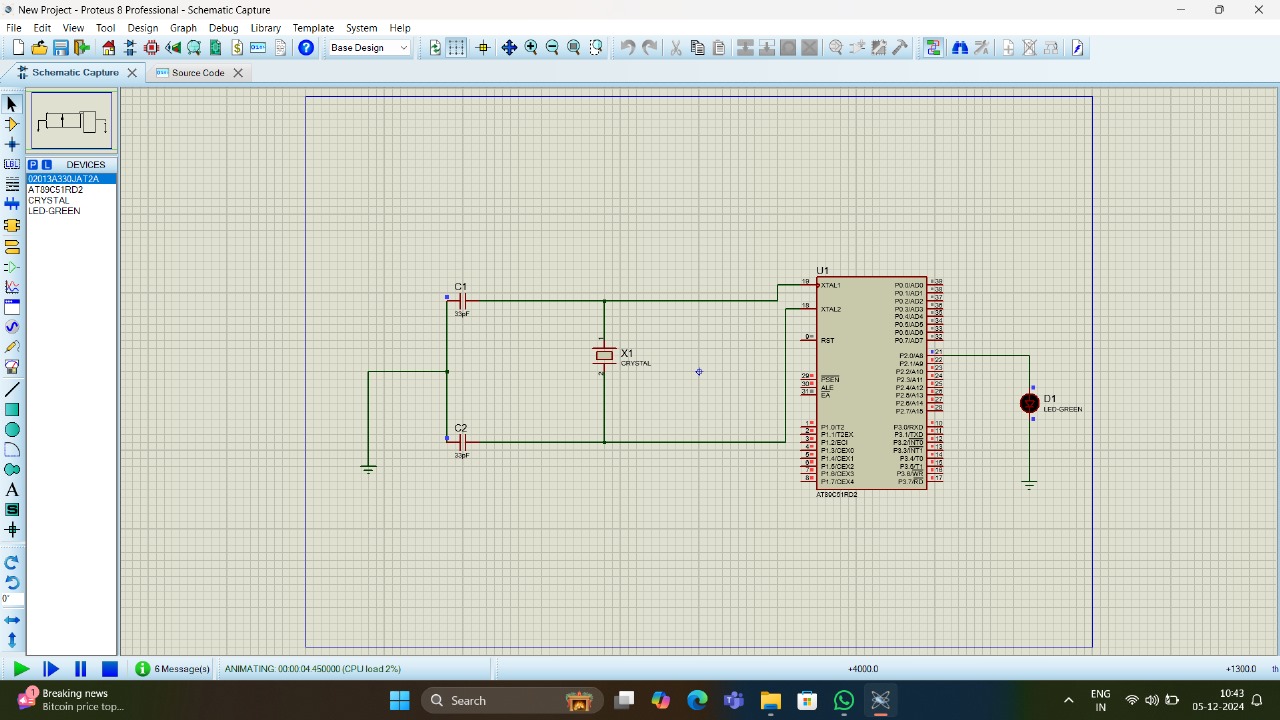 New Project - Proteus 8 Professional - Schematic Capture
File Edit View Tool Design Graph Debug Library Template System Help
Base Design
Schematic Capture
Source Code
P L DEVICES
02013A330JAT2A
AT89C51RD2
CRYSTAL
LED-GREEN
LBL
A
S
0°
C1
33pF
C2
33pF
X1
CRYSTAL
1
2
U1
19 XTAL1
18 XTAL2
9 RST
29 PSEN
30 ALE
31 EA
1 P1.0/T2
2 P1.1/T2EX
3 P1.2/ECI
4 P1.3/CEX0
5 P1.4/CEX1
6 P1.5/CEX2
7 P1.6/CEX3
8 P1.7/CEX4
P0.0/AD0 39
P0.1/AD1 38
P0.2/AD2 37
P0.3/AD3 36
P0.4/AD4 35
P0.5/AD5 34
P0.6/AD6 33
P0.7/AD7 32
P2.0/A8 21
P2.1/A9 22
P2.2/A10 23
P2.3/A11 24
P2.4/A12 25
P2.5/A13 26
P2.6/A14 27
P2.7/A15 28
P3.0/RXD 10
P3.1/TXD 11
P3.2/INT0 12
P3.3/INT1 13
P3.4/T0 14
P3.5/T1 15
P3.6/WR 16
P3.7/RD 17
AT89C51RD2
D1
LED-GREEN
6 Message(s)
ANIMATING: 00:00:04.450000 (CPU load 2%)
+4000.0
+1300.0
th
1
Breaking news
Bitcoin price top...
Search
ENG
IN
10:43
05-12-2024